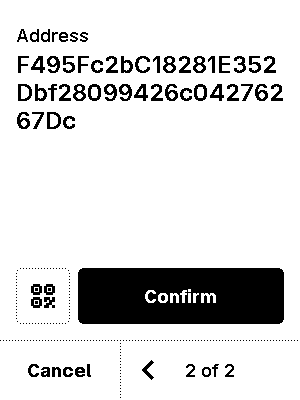 Address
F495Fc2bC18281E352
Dbf28099426c042762
67Dc
Confirm
Cancel
2 of 2